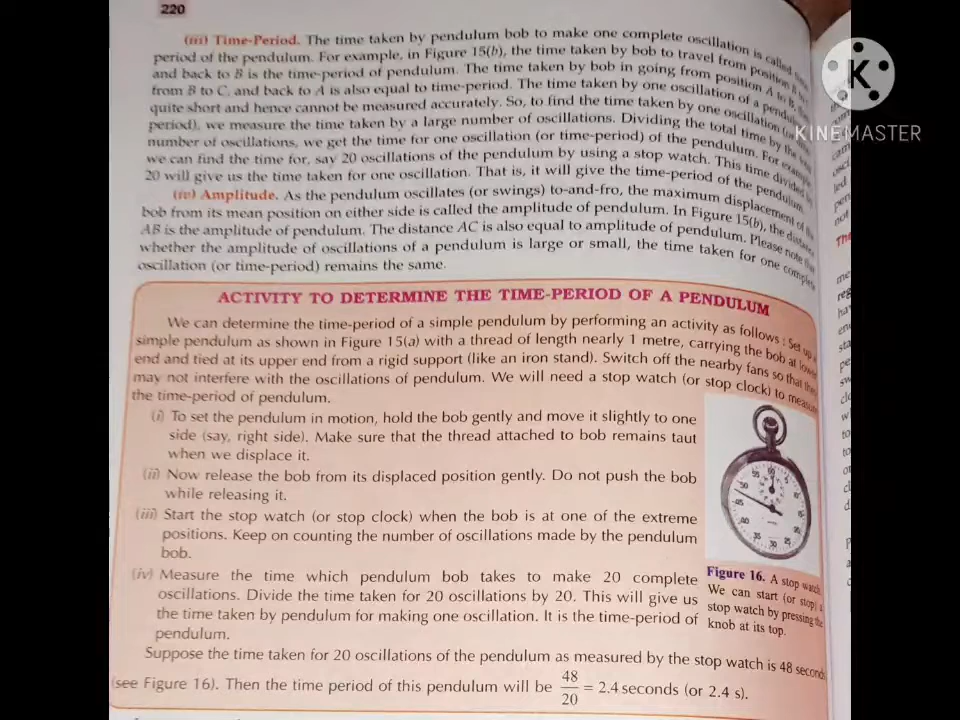 220
(iii) Time-Period. The time taken by pendulum bob to make one complete oscillation is called
period of the pendulum. For example, in Figure 15(b), the time taken by bob to travel from position B to
and back to B is the time-period of pendulum. The time taken by bob in going from position A to B,
from B to C, and back to A is also equal to time-period. The time taken by one oscillation of a
quite short and hence cannot be measured accurately. So, to find the time taken by one oscillation
period), we measure the time taken by a large number of oscillations. Dividing the total time by the
number of oscillations, we get the time for one oscillation (or time-period) of the pendulum. For example
we can find the time for, say 20 oscillations of the pendulum by using a stop watch. This time divided by
20 will give us the time taken for one oscillation. That is, it will give the time-period of the pendulum.
(iv) Amplitude. As the pendulum oscillates (or swings) to-and-fro, the maximum displacement of the
bob from its mean position on either side is called the amplitude of pendulum. In Figure 15(b), the distance
AB is the amplitude of pendulum. The distance AC is also equal to amplitude of pendulum. Please note that
whether the amplitude of oscillations of a pendulum is large or small, the time taken for one complete
oscillation (or time-period) remains the same.
ACTIVITY TO DETERMINE THE TIME-PERIOD OF A PENDULUM
We can determine the time-period of a simple pendulum by performing an activity as follows : Set up a
simple pendulum as shown in Figure 15(a) with a thread of length nearly 1 metre, carrying the bob at lower
end and tied at its upper end from a rigid support (like an iron stand). Switch off the nearby fans so that they
may not interfere with the oscillations of pendulum. We will need a stop watch (or stop clock) to measure
the time-period of pendulum.
(i) To set the pendulum in motion, hold the bob gently and move it slightly to one
side (say, right side). Make sure that the thread attached to bob remains taut
when we displace it.
(ii) Now release the bob from its displaced position gently. Do not push the bob
while releasing it.
(iii) Start the stop watch (or stop clock) when the bob is at one of the extreme
positions. Keep on counting the number of oscillations made by the pendulum
bob.
(iv) Measure the time which pendulum bob takes to make 20 complete
oscillations. Divide the time taken for 20 oscillations by 20. This will give us
the time taken by pendulum for making one oscillation. It is the time-period of
pendulum.
Figure 16. A stop watch.
We can start (or stop) a
stop watch by pressing the
knob at its top.
Suppose the time taken for 20 oscillations of the pendulum as measured by the stop watch is 48 seconds
(see Figure 16). Then the time period of this pendulum will be 48/20 = 2.4 seconds (or 2.4 s).
K
KINEMASTER